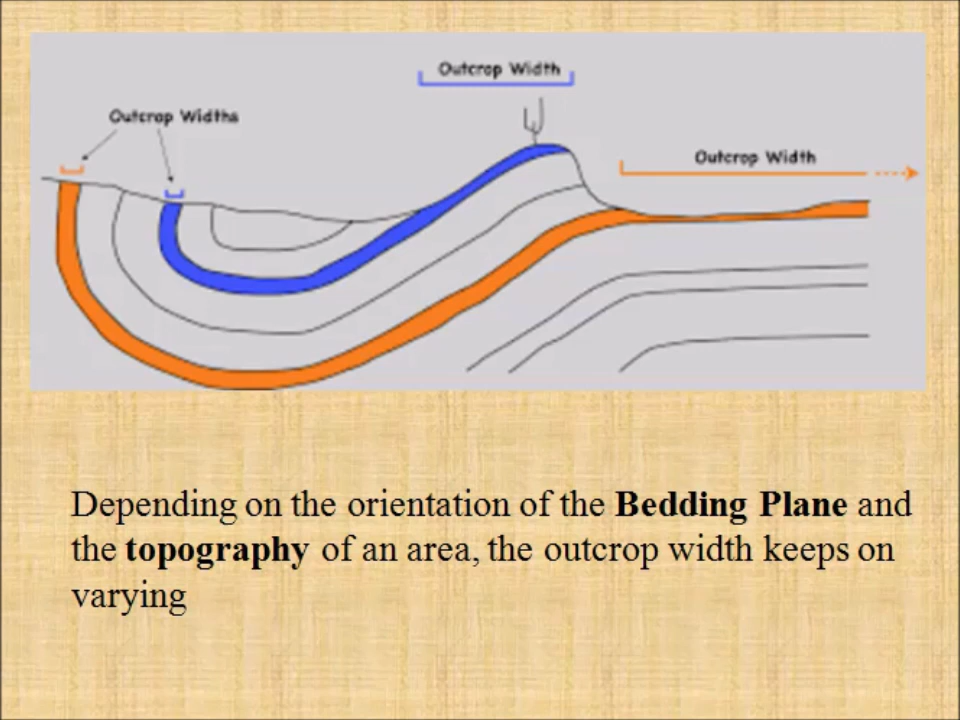 Outcrop Width
Outcrop Widths
Outcrop Width
Depending on the orientation of the Bedding Plane and
the topography of an area, the outcrop width keeps on
varying